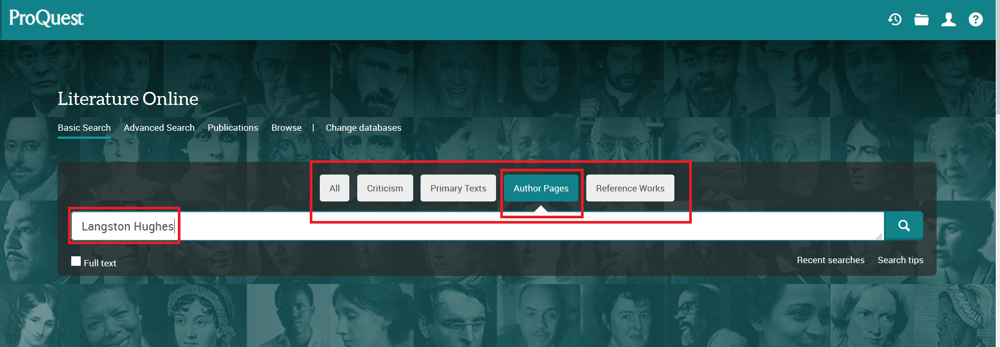 ProQuest
?
Literature Online
Basic Search Advanced Search Publications Browse | Change databases
All Criticism Primary Texts Author Pages Reference Works
Langston Hughes
Full text
Recent searches Search tips